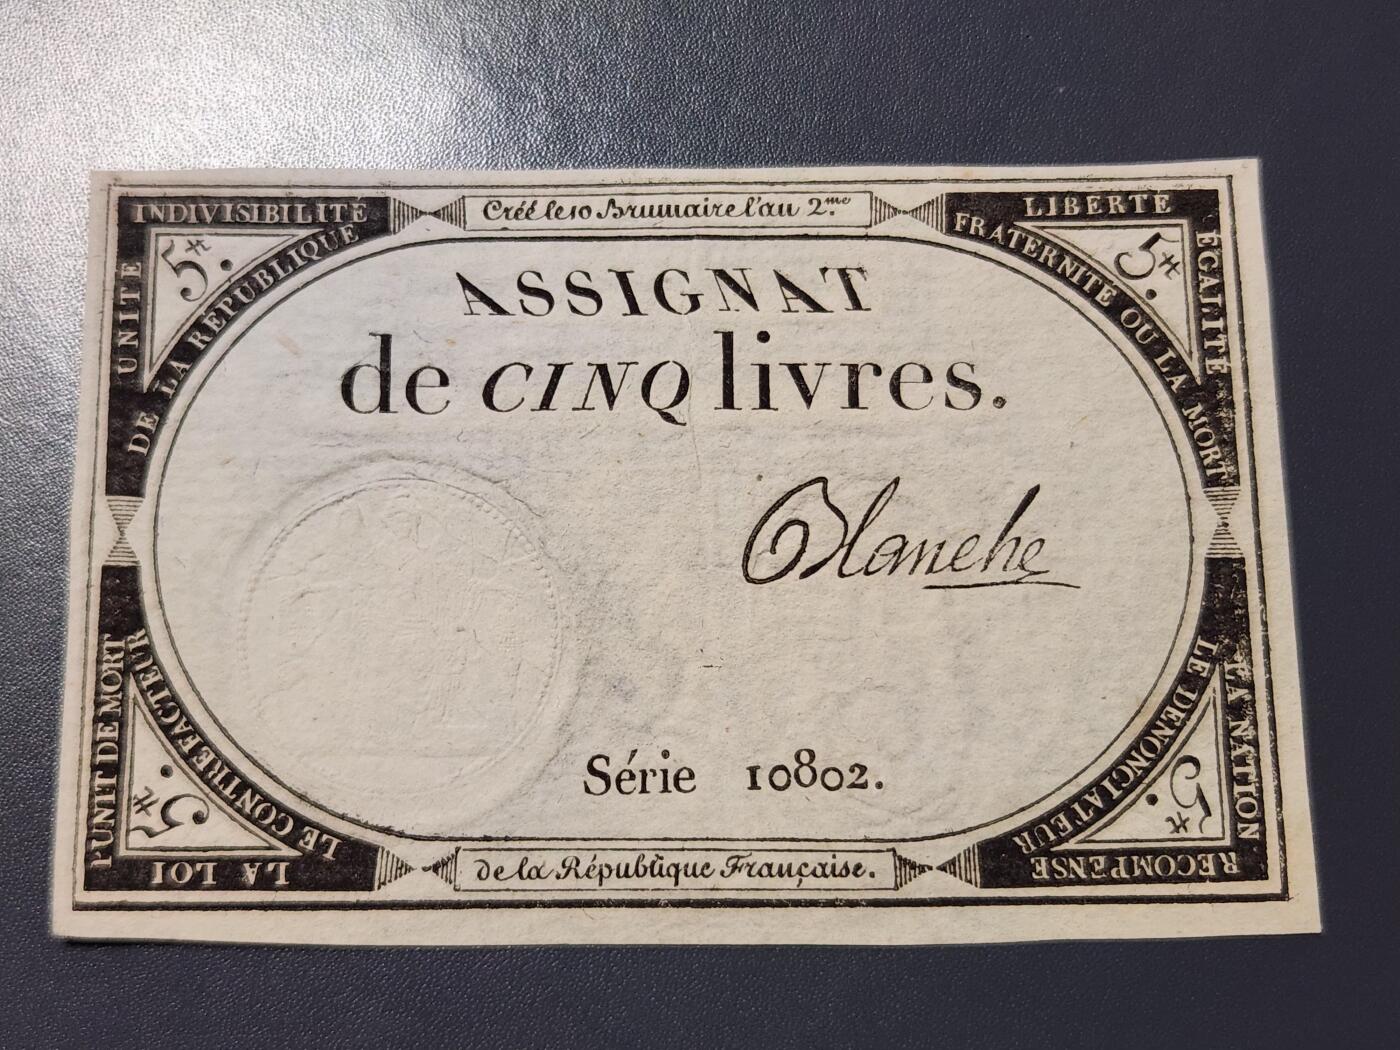 INDIVISIBILITÉ
UNITÉ
DE LA RÉPUBLIQUE
5 ₶.
Créé le 10 Brumaire l'an 2.me
LIBERTÉ
ÉGALITÉ
FRATERNITÉ OU LA MORT
5 ₶.
ASSIGNAT
de CINQ livres.
Blanche
Série 10802.
LA LOI
PUNIT DE MORT
LE CONTREFACTEUR
5 ₶.
de la République Française.
LA NATION
RECOMPENSE
LE DENONCIATEUR
5 ₶.